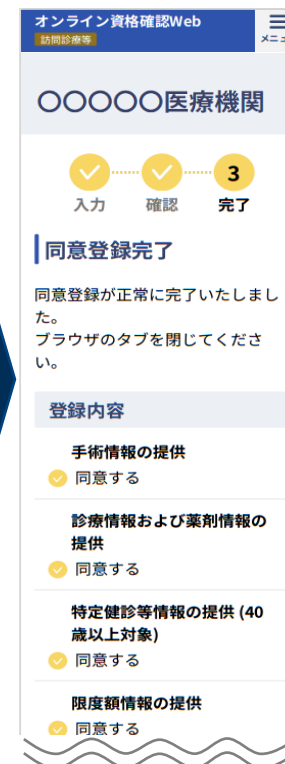 オンライン資格確認Web
訪問診療等
メニュ
〇〇〇〇〇医療機関
3
入力
確認
完了
同意登録完了
同意登録が正常に完了いたしまし
た。
ブラウザのタブを閉じてくださ
い。
登録内容
手術情報の提供
同意する
診療情報および薬剤情報の
提供
同意する
特定健診等情報の提供 (40
歳以上対象)
同意する
限度額情報の提供
同意する